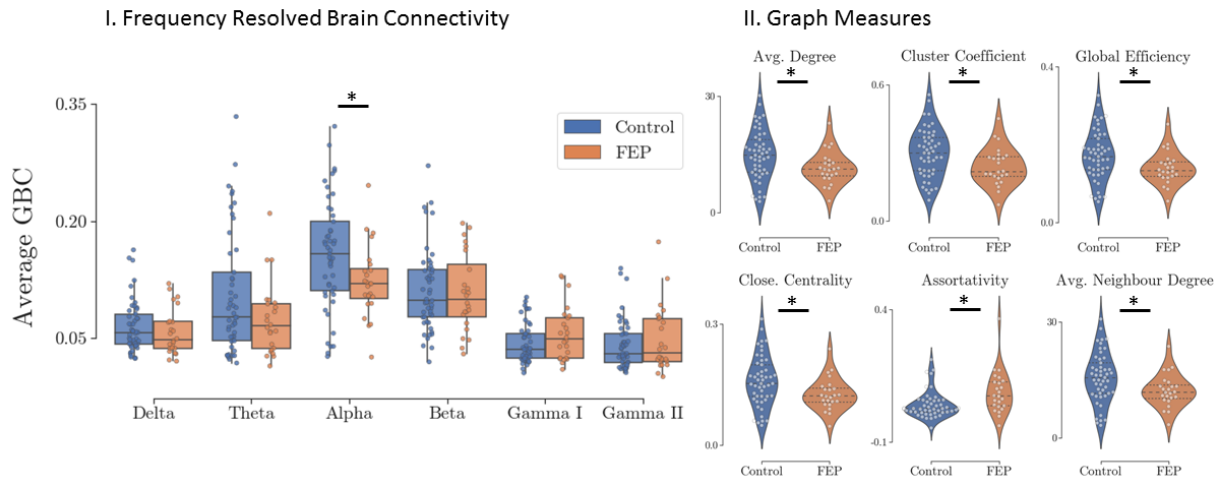 I. Frequency Resolved Brain Connectivity
Average GBC
0.35
0.20
0.05
*
Control
FEP
Delta Theta Alpha Beta Gamma I Gamma II
II. Graph Measures
Avg. Degree Cluster Coefficient Global Efficiency
* * *
30 0.6 0.4
0 0.0 0.0
Control FEP Control FEP Control FEP
Close. Centrality Assortativity Avg. Neighbour Degree
* * *
0.3 0.4 30
0.0 -0.1 0
Control FEP Control FEP Control FEP